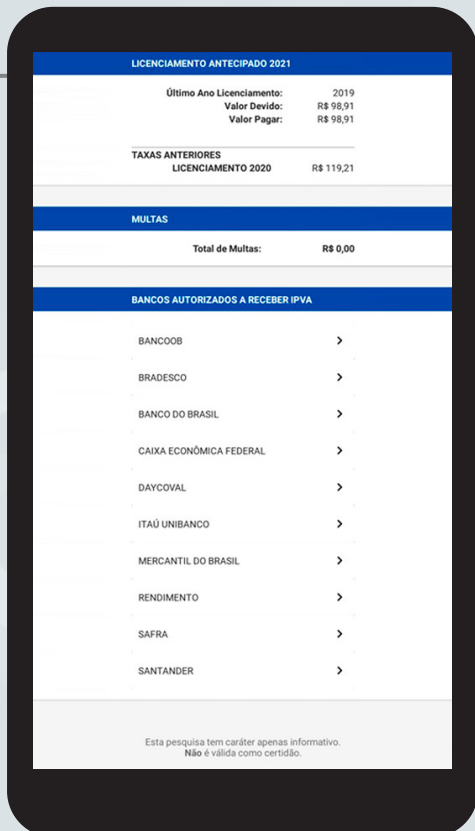 LICENCIAMENTO ANTECIPADO 2021
Último Ano Licenciamento: 2019
Valor Devido: R$ 98,91
Valor Pagar: R$ 98,91
TAXAS ANTERIORES
LICENCIAMENTO 2020 R$ 119,21
MULTAS
Total de Multas: R$ 0,00
BANCOS AUTORIZADOS A RECEBER IPVA
BANCOOB
BRADESCO
BANCO DO BRASIL
CAIXA ECONÔMICA FEDERAL
DAYCOVAL
ITAÚ UNIBANCO
MERCANTIL DO BRASIL
RENDIMENTO
SAFRA
SANTANDER
Esta pesquisa tem caráter apenas informativo.
Não é válida como certidão.